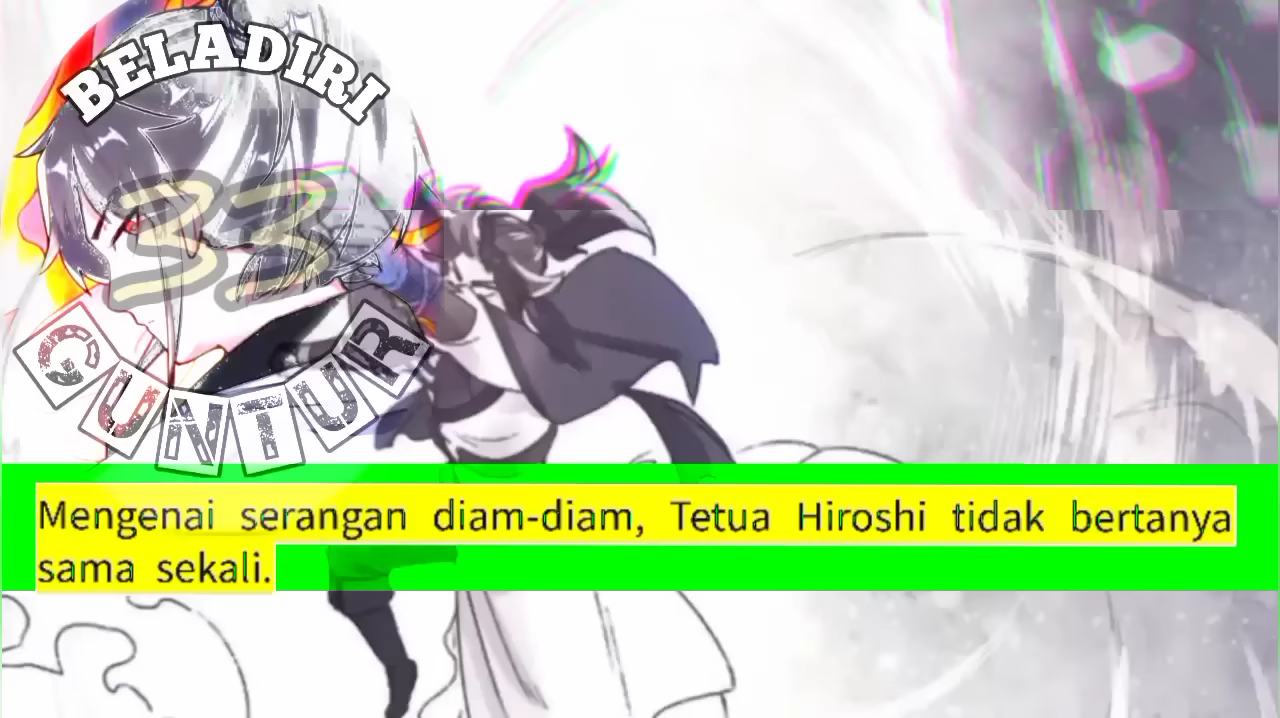 BELADIRI
33
GUNTUR
Mengenai serangan diam-diam, Tetua Hiroshi tidak bertanya
sama sekali.